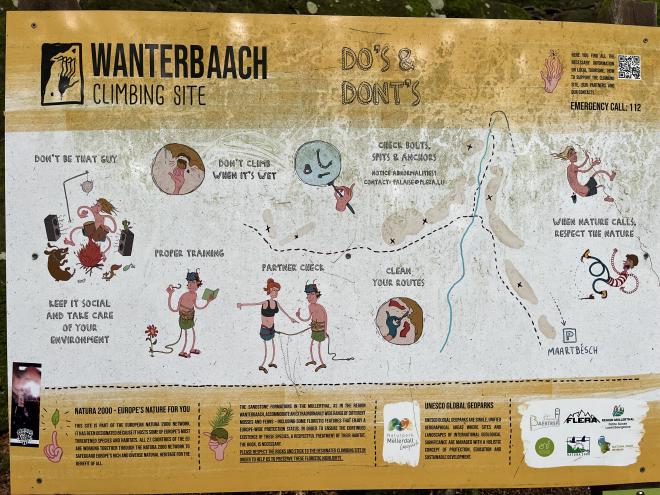 WANTERBAACH
CLIMBING SITE
DO'S &
DONT'S
HERE YOU FIND ALL THE
NECESSARY INFORMATION
ON LOCAL TOURISM, HOW
TO SUPPORT THE CLIMBING
SITE, OUR PARTNERS AND
OUR CONTACTS.
EMERGENCY CALL: 112
DON'T BE THAT GUY
DON'T CLIMB
WHEN IT'S WET
CHECK BOLTS,
SPITS & ANCHORS
NOTICE ABNORMALITIES?
CONTACT: FALAISE@FLERA.LU
WHEN NATURE CALLS,
RESPECT THE NATURE
PROPER TRAINING
PARTNER CHECK
CLEAN
YOUR ROUTES
KEEP IT SOCIAL
AND TAKE CARE
OF YOUR
ENVIRONMENT
P
MAARTBËSCH
NATURA 2000 - EUROPE'S NATURE FOR YOU
THIS SITE IS PART OF THE EUROPEAN NATURA 2000 NETWORK.
IT HAS BEEN DESIGNATED BECAUSE IT HOSTS SOME OF EUROPE'S MOST
THREATENED SPECIES AND HABITATS. ALL 27 COUNTRIES OF THE EU
ARE WORKING TOGETHER THROUGH THE NATURA 2000 NETWORK TO
SAFEGUARD EUROPE'S RICH AND DIVERSE NATURAL HERITAGE FOR THE
BENEFIT OF ALL.
THE SANDSTONE FORMATIONS IN THE MULLERTHAL, AS IN THE REGION
WANTERBAACH, ACCOMMODATE AN EXTRAORDINARILY WIDE RANGE OF DIFFERENT
MOSSES AND FERNS - INCLUDING SOME FLORISTIC FEATURES THAT ENJOY A
EUROPE-WIDE PROTECTION STATUS. IN ORDER TO ENSURE THE CONTINUED
EXISTENCE OF THESE SPECIES, A RESPECTFUL TREATMENT OF THEIR HABITAT,
THE ROCK, IS NECESSARY.
PLEASE RESPECT THE ROCKS AND STICK TO THE DESIGNATED CLIMBING SITE IN
ORDER TO HELP US TO PRESERVE THESE FLORISTIC HIGHLIGHTS.
Naturpark
Mëllerdall
Geopark
UNESCO GLOBAL GEOPARKS
UNESCO GLOBAL GEOPARKS ARE SINGLE, UNIFIED
GEOGRAPHICAL AREAS WHERE SITES AND
LANDSCAPES OF INTERNATIONAL GEOLOGICAL
SIGNIFICANCE ARE MANAGED WITH A HOLISTIC
CONCEPT OF PROTECTION, EDUCATION AND
SUSTAINABLE DEVELOPMENT.
BEAERTREF
FLERA
REGION MULLERTHAL